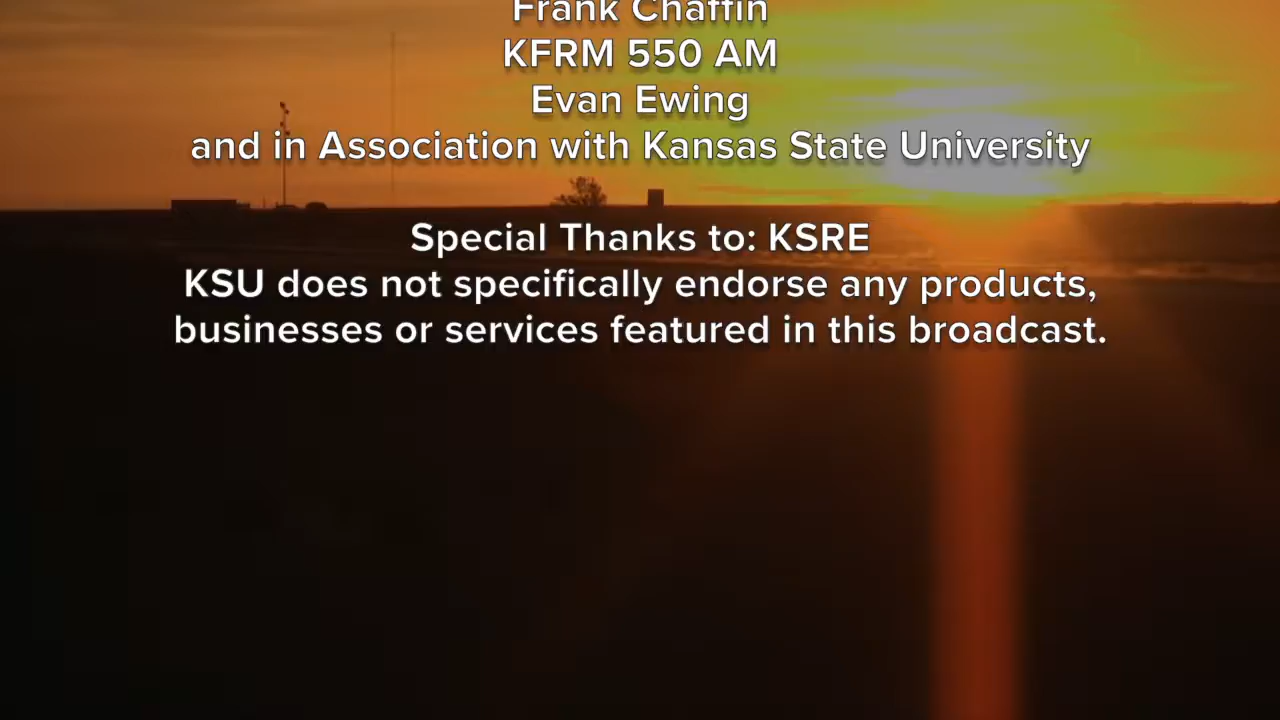 Frank Chaffin
KFRM 550 AM
Evan Ewing
and in Association with Kansas State University
Special Thanks to: KSRE
KSU does not specifically endorse any products,
businesses or services featured in this broadcast.